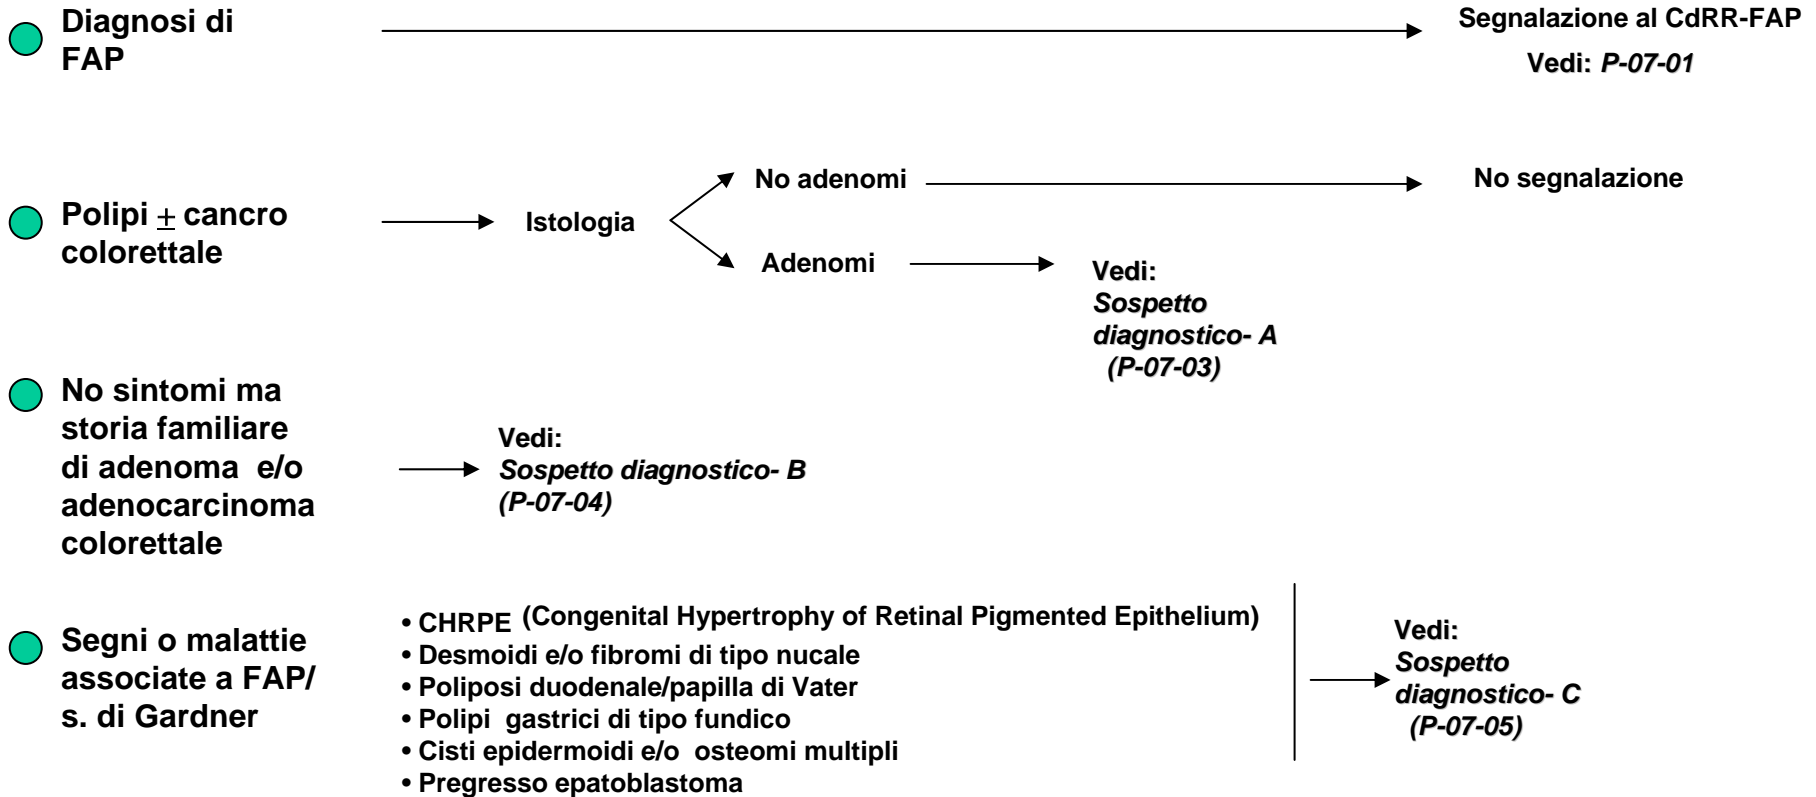 Diagnosi di
FAP
Segnalazione al CdRR-FAP
Vedi: P-07-01
Polipi ± cancro
colorettale
Istologia
No adenomi
No segnalazione
Adenomi
Vedi:
Sospetto
diagnostico- A
(P-07-03)
No sintomi ma
storia familiare
di adenoma e/o
adenocarcinoma
colorettale
Vedi:
Sospetto diagnostico- B
(P-07-04)
Segni o malattie
associate a FAP/
s. di Gardner
• CHRPE (Congenital Hypertrophy of Retinal Pigmented Epithelium)
• Desmoidi e/o fibromi di tipo nucale
• Poliposi duodenale/papilla di Vater
• Polipi gastrici di tipo fundico
• Cisti epidermoidi e/o osteomi multipli
• Pregresso epatoblastoma
Vedi:
Sospetto
diagnostico- C
(P-07-05)